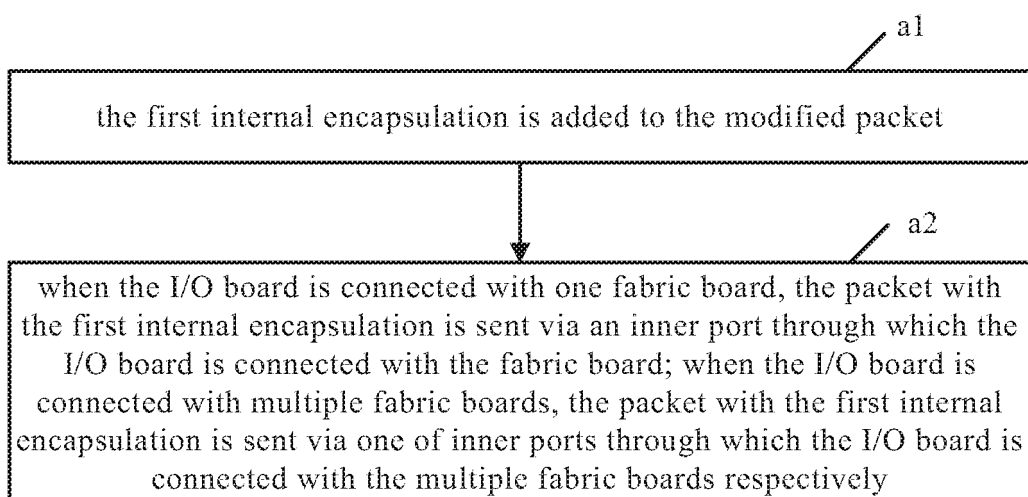 a1
the first internal encapsulation is added to the modified packet
a2
when the I/O board is connected with one fabric board, the packet with
the first internal encapsulation is sent via an inner port through which the
I/O board is connected with the fabric board; when the I/O board is
connected with multiple fabric boards, the packet with the first internal
encapsulation is sent via one of inner ports through which the I/O board is
connected with the multiple fabric boards respectively